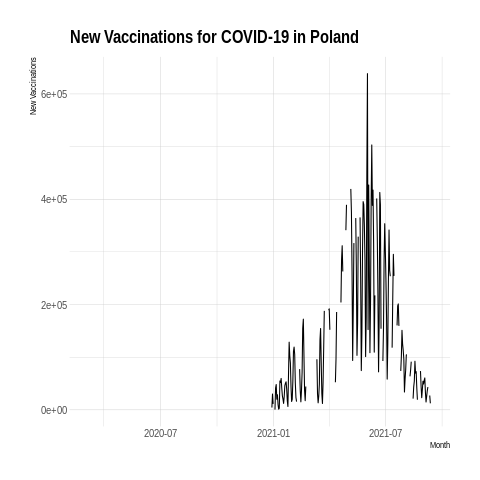 New Vaccinations for COVID-19 in Poland
New Vaccinations
6e+05
4e+05
2e+05
0e+00
2020-07
2021-01
2021-07
Month